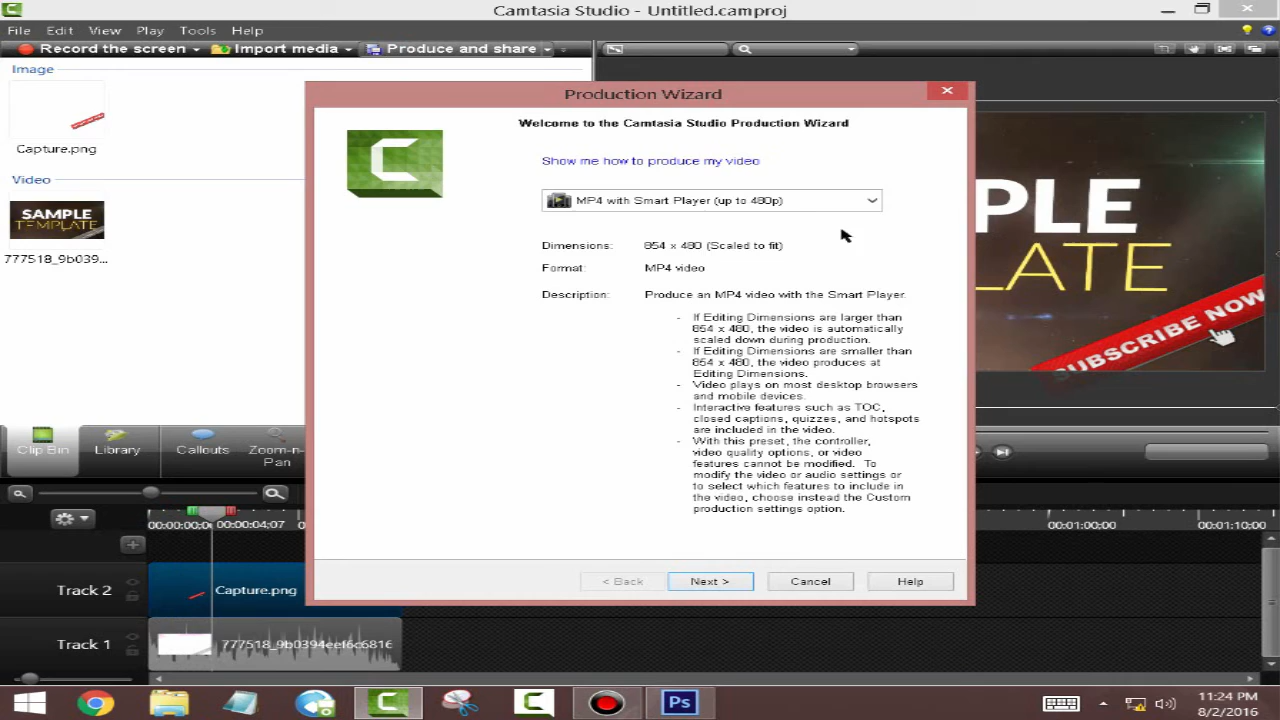 Camtasia Studio - Untitled.camproj
File Edit View Play Tools Help
Record the screen Import media Produce and share
Image
Capture.png
Video
SAMPLE
TEMPLATE
777518_9b039...
Production Wizard
Welcome to the Camtasia Studio Production Wizard
Show me how to produce my video
MP4 with Smart Player (up to 480p)
Dimensions: 854 x 480 (Scaled to fit)
Format: MP4 video
Description: Produce an MP4 video with the Smart Player.
- If Editing Dimensions are larger than
854 x 480, the video is automatically
scaled down during production.
- If Editing Dimensions are smaller than
854 x 480, the video produces at
Editing Dimensions.
- Video plays on most desktop browsers
and mobile devices.
- Interactive features such as TOC,
closed captions, quizzes, and hotspots
are included in the video.
- With this preset, the controller,
video quality options, or video
features cannot be modified. To
modify the video or audio settings or
to select which features to include in
the video, choose instead the Custom
production settings option.
< Back Next > Cancel Help
PLE
LATE
SUBSCRIBE NOW
Clip Bin Library Callouts Zoom-n-
Pan
00:00:00;00 00:00:04;07 00:01:00;00 00:01:10;00
Track 2 Capture.png
Track 1 777518_9b0394eef6c6816
Ps
11:24 PM
8/2/2016